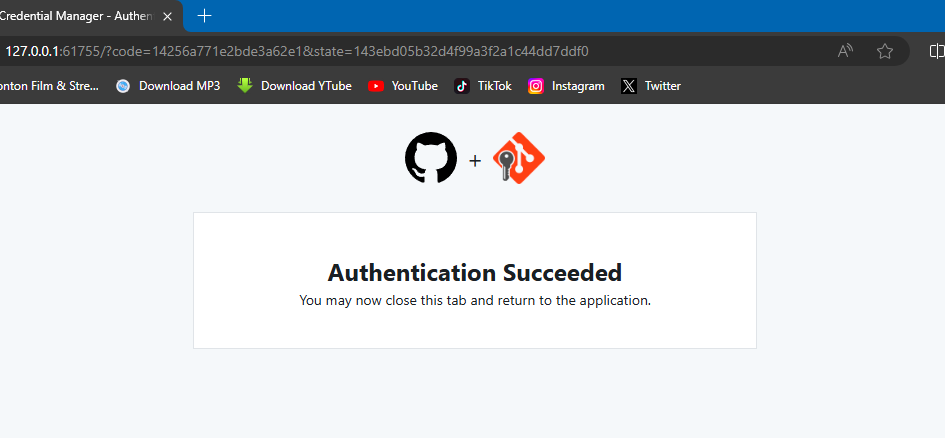 Credential Manager - Authen
127.0.0.1:61755/?code=14256a771e2bde3a62e1&state=143ebd05b32d4f99a3f2a1c44dd7ddf0
onton Film & Stre... Download MP3 Download YTube YouTube TikTok Instagram Twitter
+
Authentication Succeeded
You may now close this tab and return to the application.